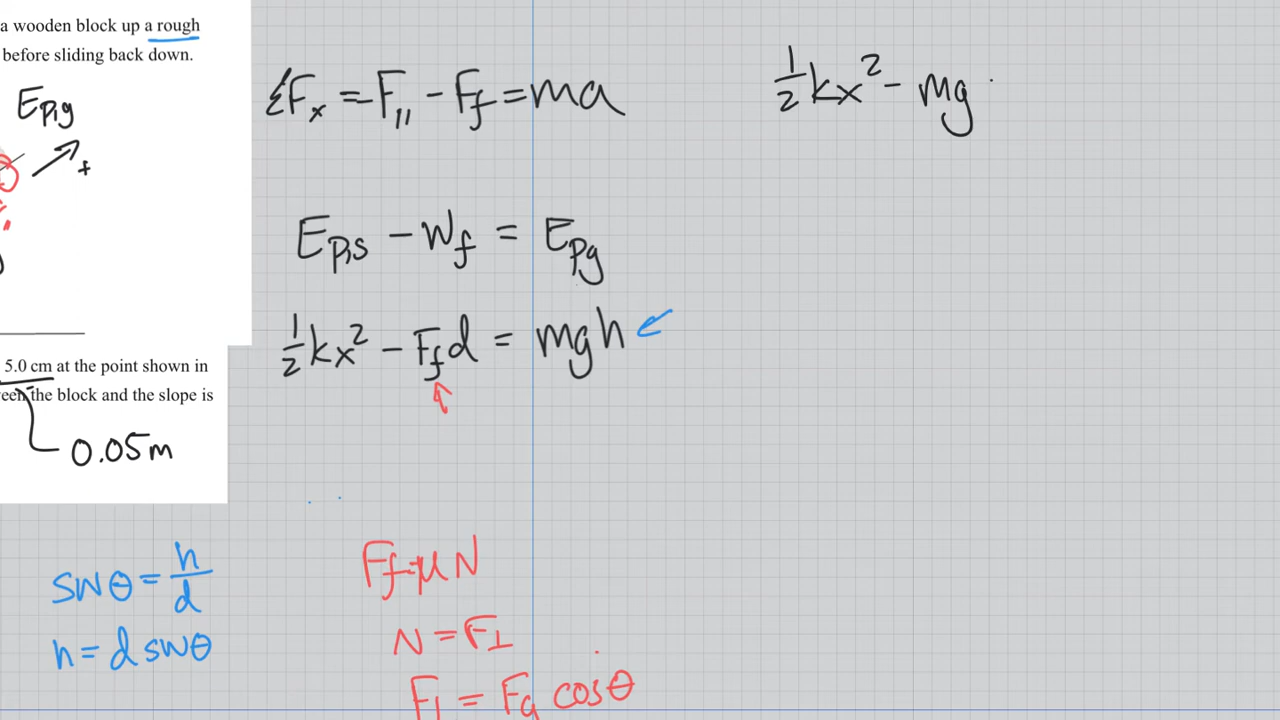 a wooden block up a rough
before sliding back down.
Ep,g
+
ΣFx = F∥ - Ff = ma
½kx² - mg
Ep,s - Wf = Epg
½kx² - Ffd = mgh
5.0 cm at the point shown in
een the block and the slope is
0.05m
sinθ = h/d
h = d sinθ
Ff = μN
N = F⊥
F⊥ = Fg cosθ